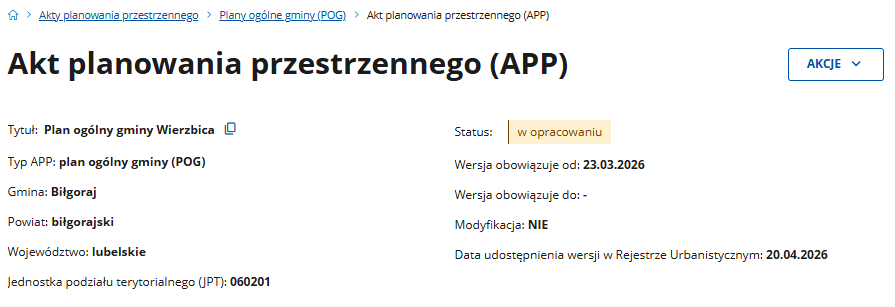 Akty planowania przestrzennego > Plany ogólne gminy (POG) > Akt planowania przestrzennego (APP)
Akt planowania przestrzennego (APP)
AKCJE
Tytuł: Plan ogólny gminy Wierzbica
Typ APP: plan ogólny gminy (POG)
Gmina: Biłgoraj
Powiat: biłgorajski
Województwo: lubelskie
Jednostka podziału terytorialnego (JPT): 060201
Status: w opracowaniu
Wersja obowiązuje od: 23.03.2026
Wersja obowiązuje do: -
Modyfikacja: NIE
Data udostępnienia wersji w Rejestrze Urbanistycznym: 20.04.2026